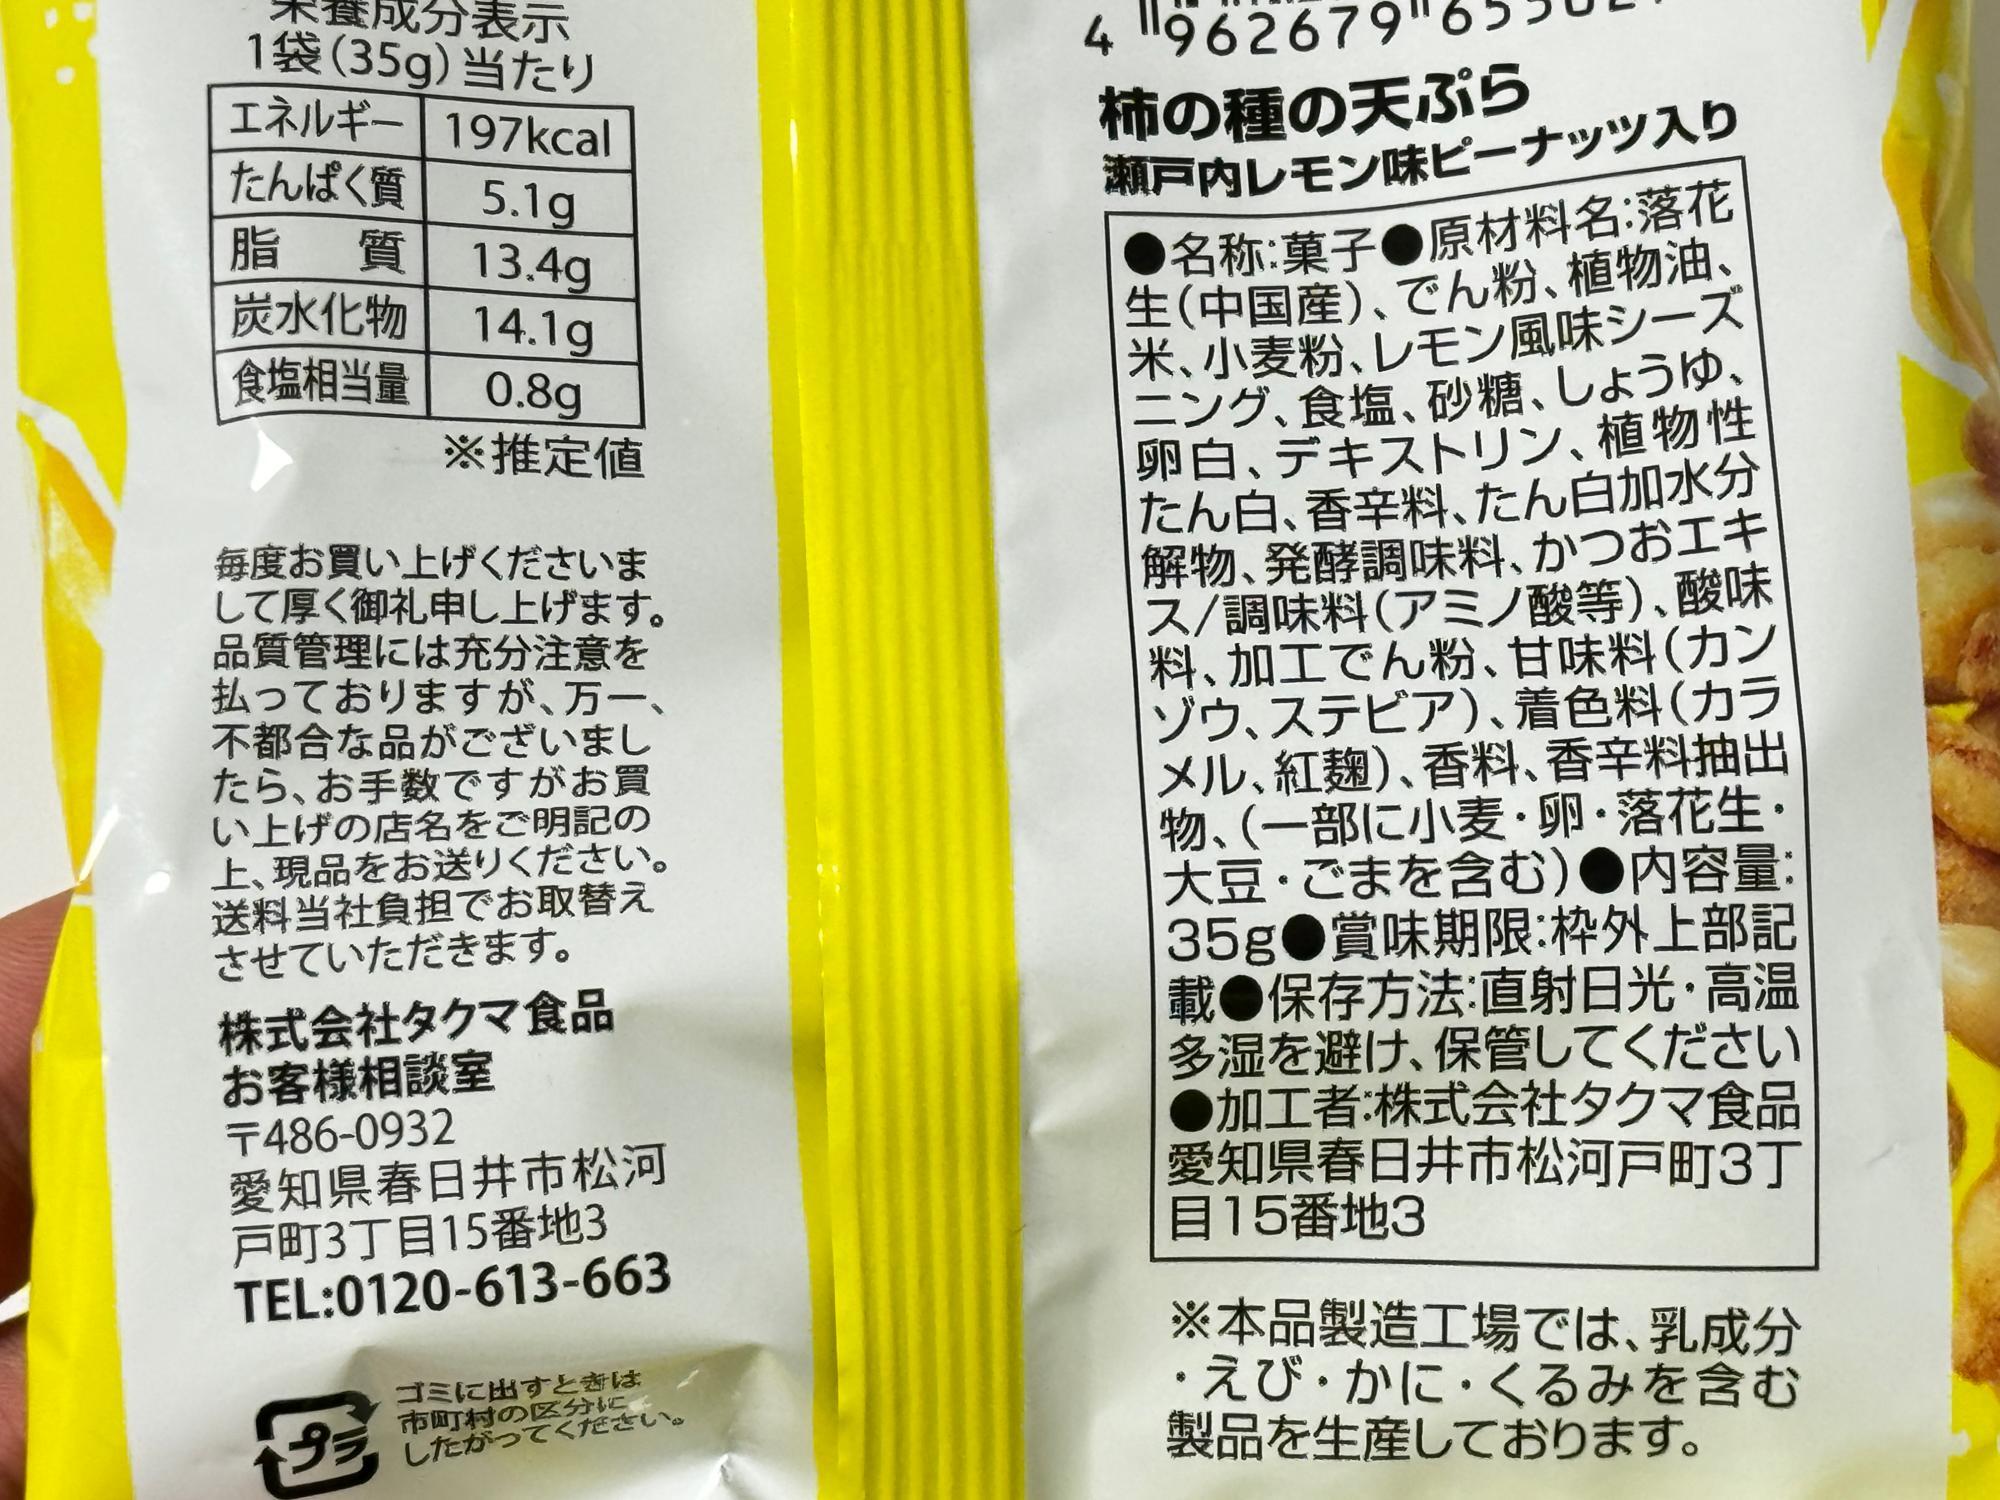 栄養成分表示
1袋(35g)当たり
エネルギー 197kcal
たんぱく質 5.1g
脂 質 13.4g
炭水化物 14.1g
食塩相当量 0.8g
※推定値
毎度お買い上げくださいま
して厚く御礼申し上げます。
品質管理には充分注意を
払っておりますが、万一、
不都合な品がございまし
たら、お手数ですがお買
い上げの店名をご明記の
上、現品をお送りください。
送料当社負担でお取替え
させていただきます。
株式会社タクマ食品
お客様相談室
〒486-0932
愛知県春日井市松河
戸町3丁目15番地3
TEL:0120-613-663
プラ
ゴミに出すときは
市町村の区分に
したがってください。
4 962679
柿の種の天ぷら
瀬戸内レモン味ピーナッツ入り
●名称:菓子●原材料名:落花
生(中国産)、でん粉、植物油、
米、小麦粉、レモン風味シーズ
ニング、食塩、砂糖、しょうゆ、
卵白、デキストリン、植物性
たん白、香辛料、たん白加水分
解物、発酵調味料、かつおエキ
ス/調味料(アミノ酸等)、酸味
料、加工でん粉、甘味料(カン
ゾウ、ステビア)、着色料(カラ
メル、紅麹)、香料、香辛料抽出
物、(一部に小麦・卵・落花生・
大豆・ごまを含む)●内容量:
35g●賞味期限:枠外上部記
載●保存方法:直射日光・高温
多湿を避け、保管してください
●加工者:株式会社タクマ食品
愛知県春日井市松河戸町3丁
目15番地3
※本品製造工場では、乳成分
・えび・かに・くるみを含む
製品を生産しております。